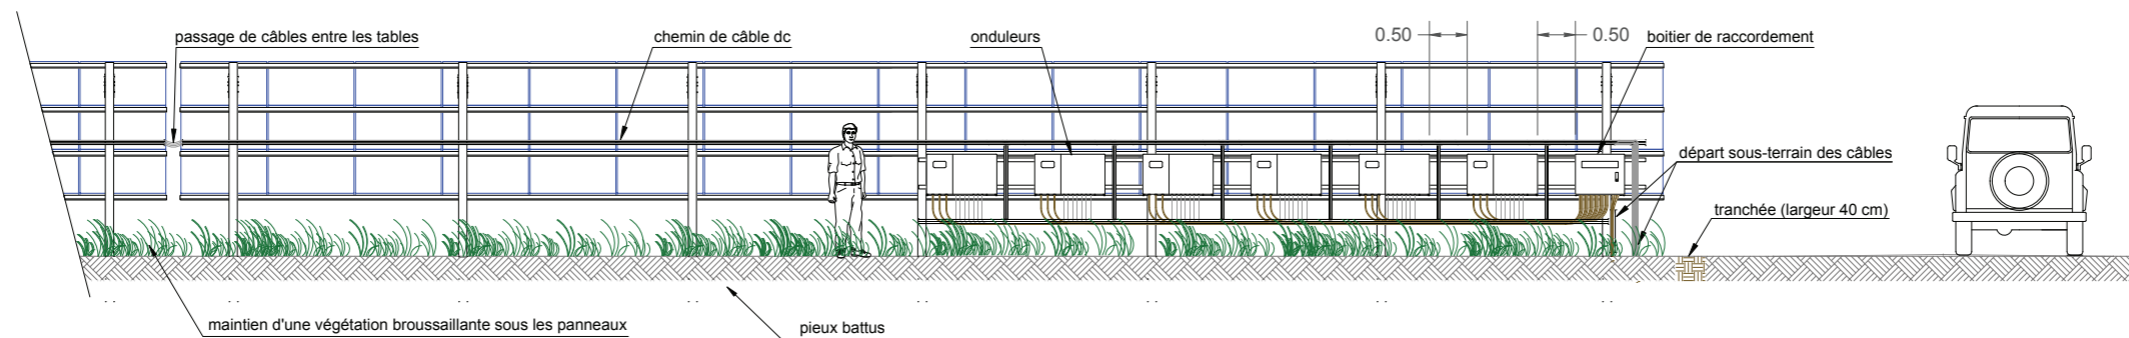 passage de câbles entre les tables
chemin de câble dc
onduleurs
0.50
0.50
boitier de raccordement
départ sous-terrain des câbles
tranchée (largeur 40 cm)
maintien d'une végétation broussaillante sous les panneaux
pieux battus